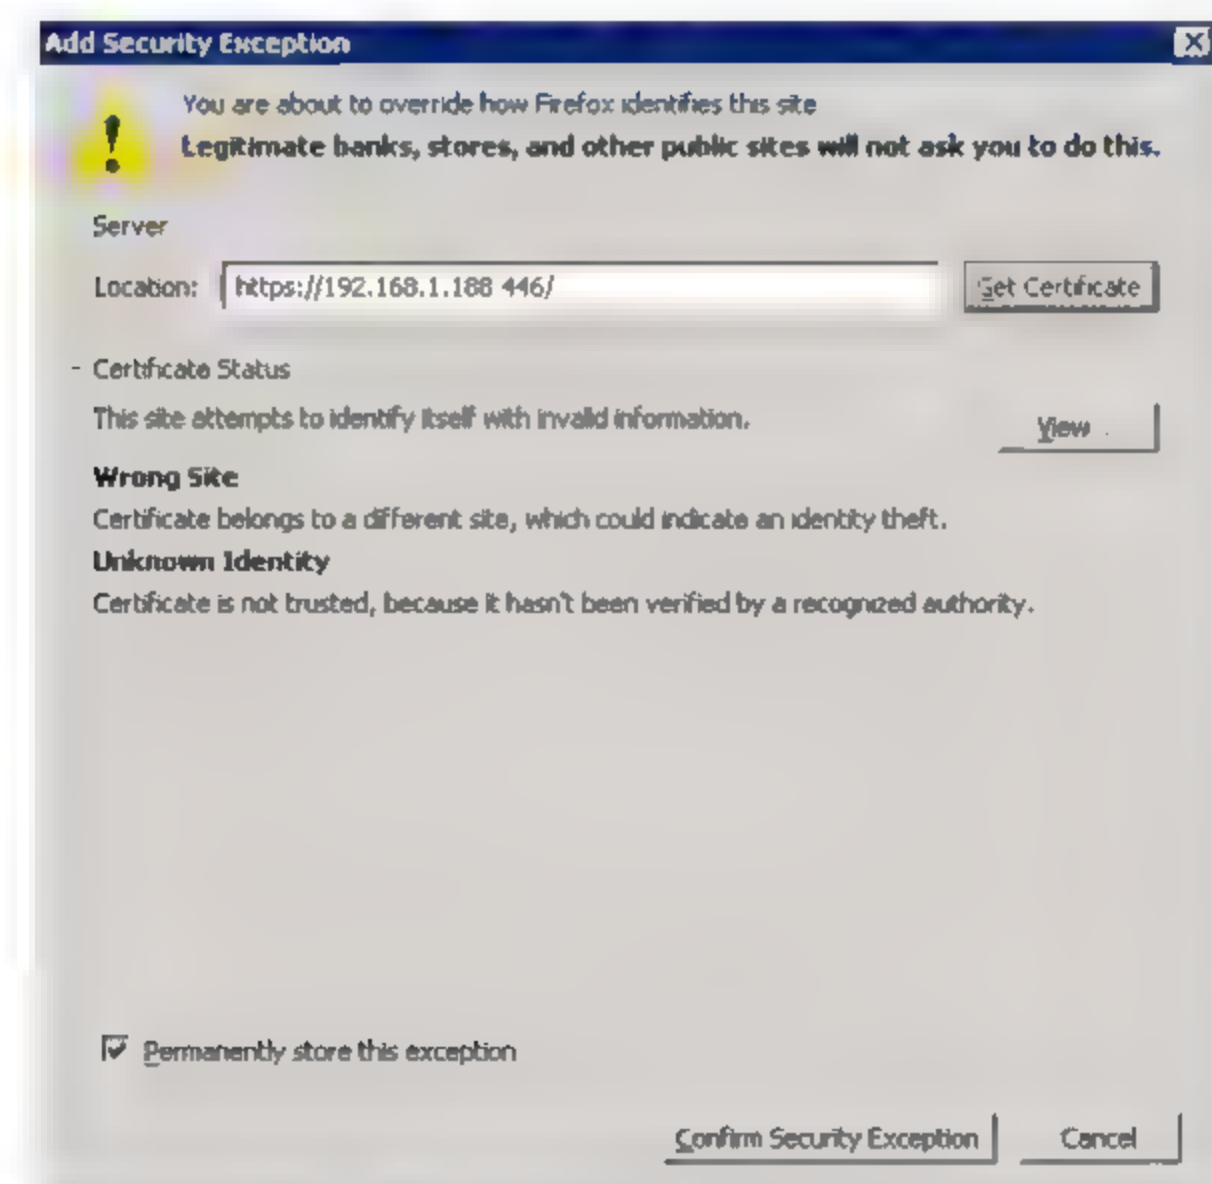 Add Security Exception
You are about to override how Firefox identifies this site
Legitimate banks, stores, and other public sites will not ask you to do this.
Server
Location: https://192.168.1.188 446/ Get Certificate
- Certificate Status
This site attempts to identify itself with invalid information. View
Wrong Site
Certificate belongs to a different site, which could indicate an identity theft.
Unknown Identity
Certificate is not trusted, because it hasn't been verified by a recognized authority.
Permanently store this exception
Confirm Security Exception Cancel